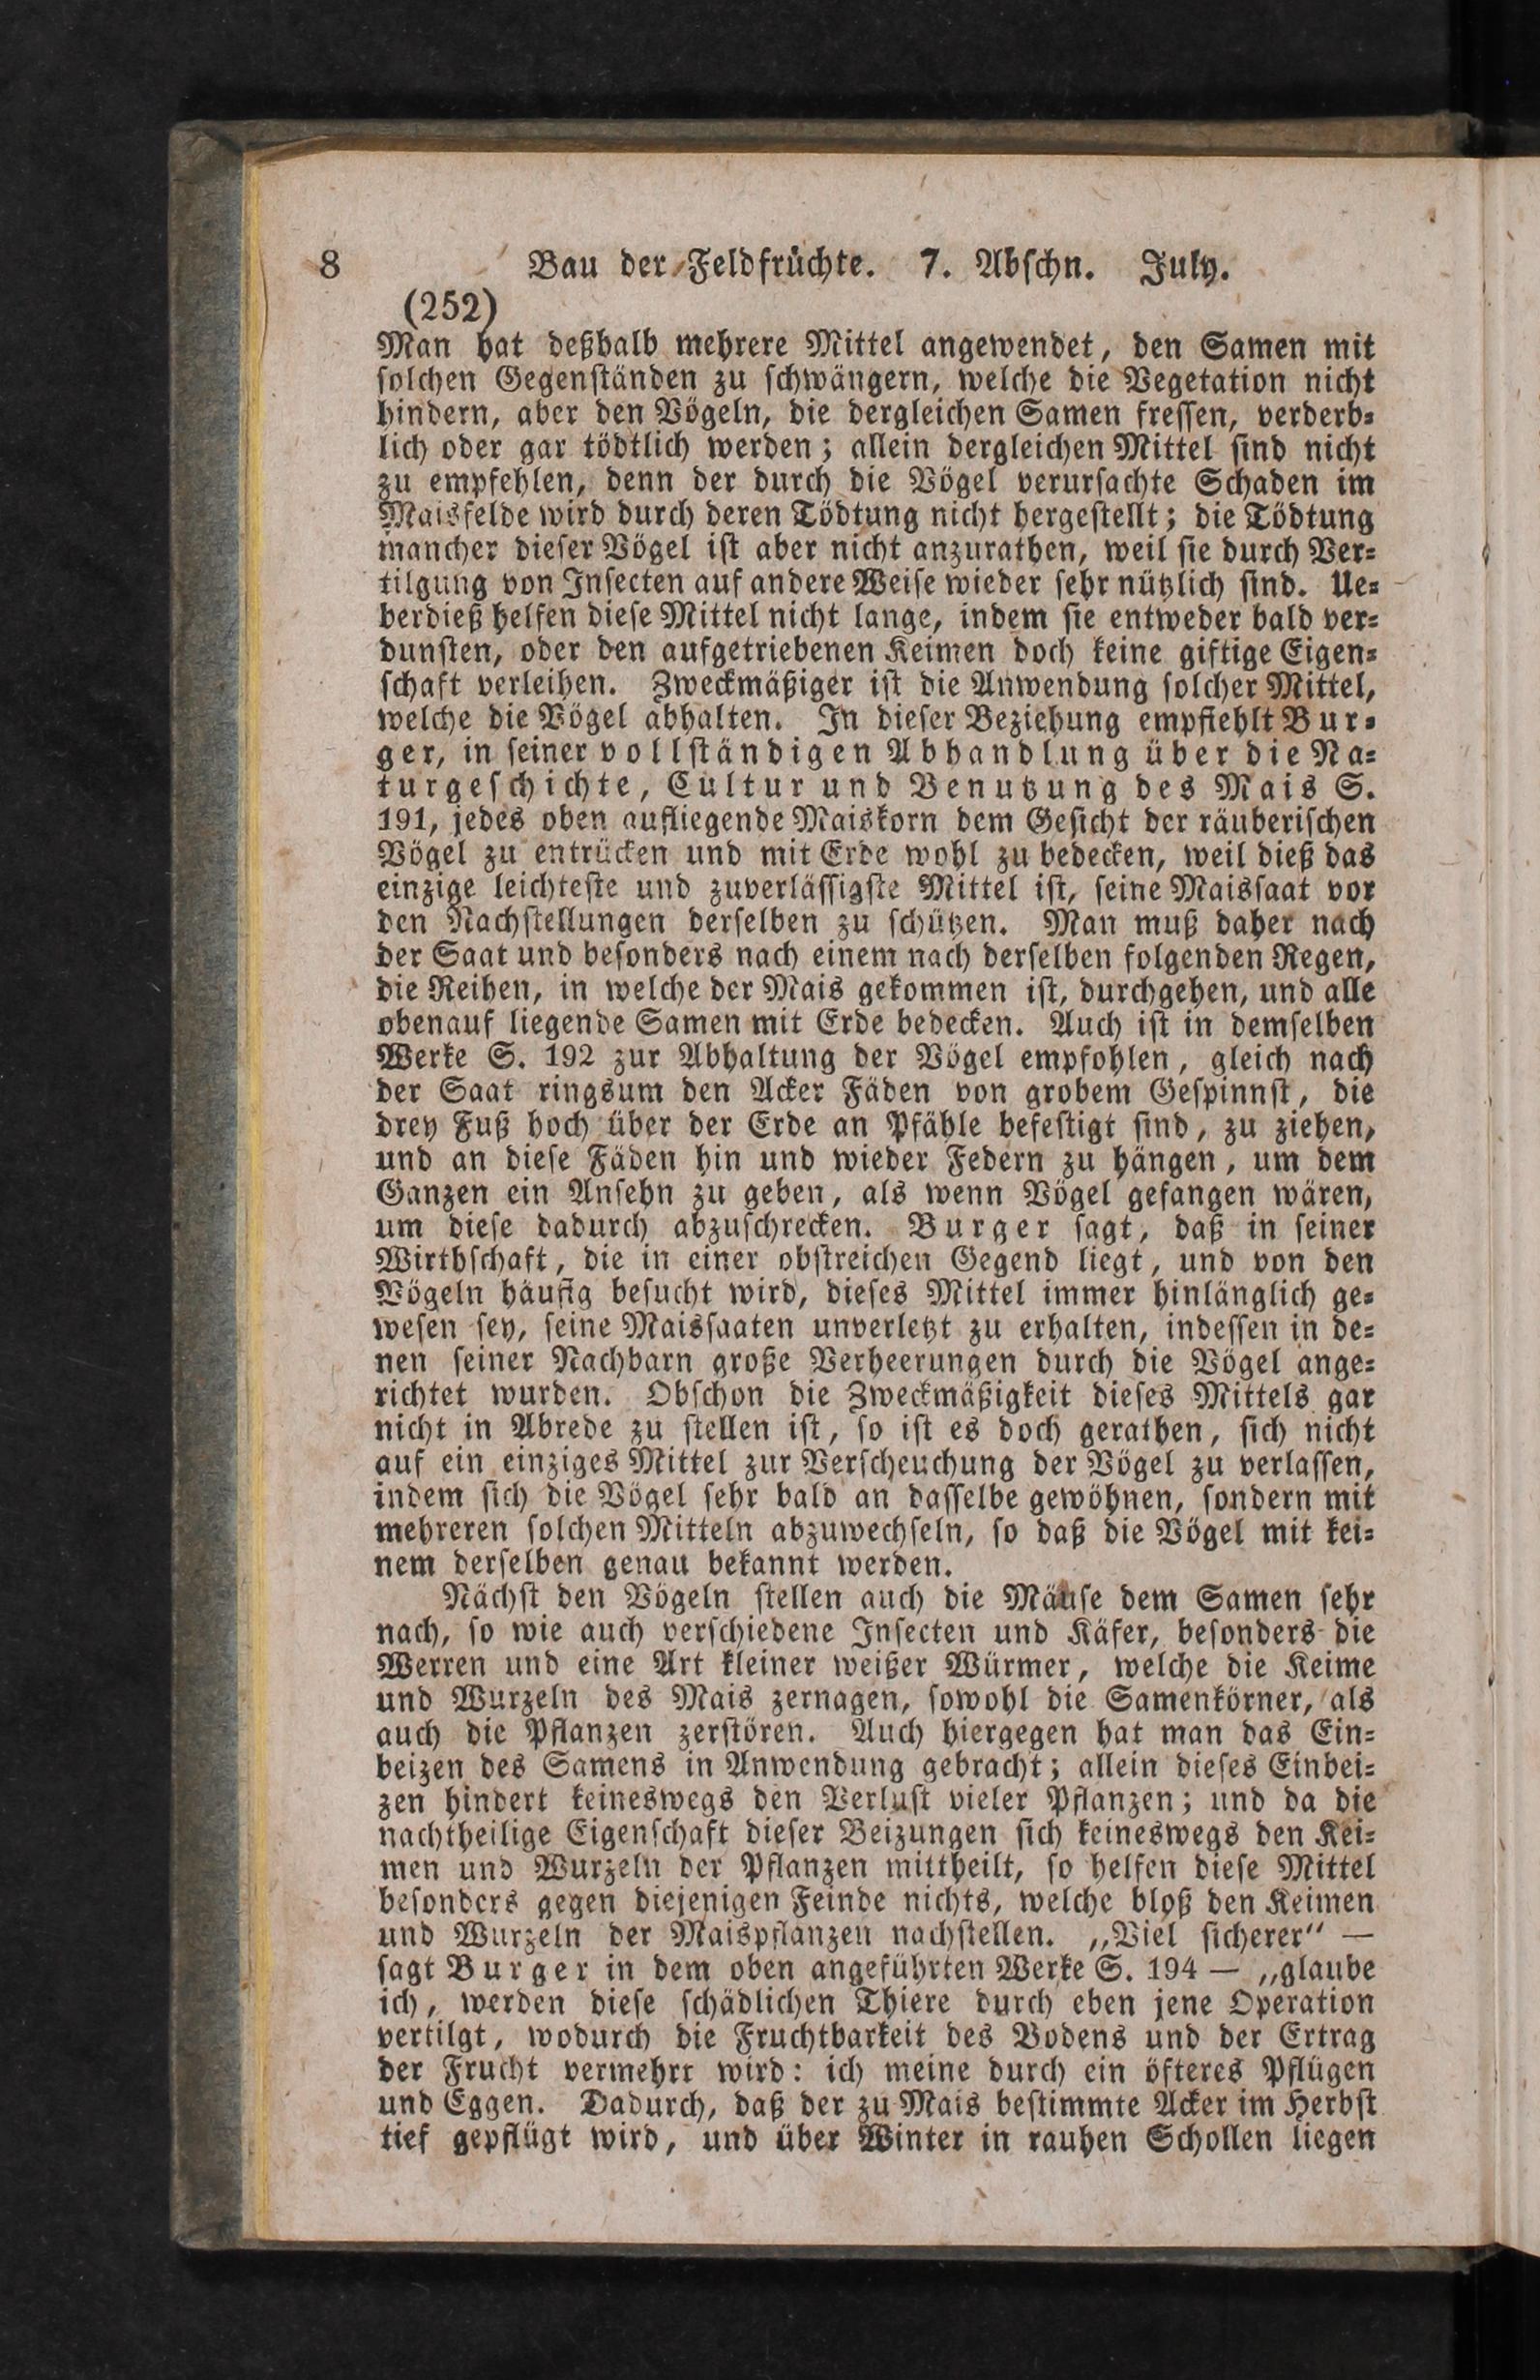 8 Bau der Feldfrüchte. 7. Abschn. July.
(252)
Man hat deßhalb mehrere Mittel angewendet, den Samen mit
solchen Gegenständen zu schwängern, welche die Vegetation nicht
hindern, aber den Vögeln, die dergleichen Samen fressen, verderb-
lich oder gar tödtlich werden; allein dergleichen Mittel sind nicht
zu empfehlen, denn der durch die Vögel verursachte Schaden im
Maisfelde wird durch deren Tödtung nicht hergestellt; die Tödtung
mancher dieser Vögel ist aber nicht anzurathen, weil sie durch Ver-
tilgung von Insecten auf andere Weise wieder sehr nützlich sind. Ue-
berdieß helfen diese Mittel nicht lange, indem sie entweder bald ver-
dunsten, oder den aufgetriebenen Keimen doch keine giftige Eigen-
schaft verleihen. Zweckmäßiger ist die Anwendung solcher Mittel,
welche die Vögel abhalten. In dieser Beziehung empfiehlt Bur-
ger, in seiner vollständigen Abhandlung über die Na-
turgeschichte, Cultur und Benutzung des Mais S.
191, jedes oben aufliegende Maiskorn dem Gesicht der räuberischen
Vögel zu entrücken und mit Erde wohl zu bedecken, weil dieß das
einzige leichteste und zuverlässigste Mittel ist, seine Maissaat vor
den Nachstellungen derselben zu schützen. Man muß daher nach
der Saat und besonders nach einem nach derselben folgenden Regen,
die Reihen, in welche der Mais gekommen ist, durchgehen, und alle
obenauf liegende Samen mit Erde bedecken. Auch ist in demselben
Werke S. 192 zur Abhaltung der Vögel empfohlen, gleich nach
der Saat ringsum den Acker Fäden von grobem Gespinnst, die
drey Fuß hoch über der Erde an Pfähle befestigt sind, zu ziehen,
und an diese Fäden hin und wieder Federn zu hängen, um dem
Ganzen ein Ansehn zu geben, als wenn Vögel gefangen wären,
um diese dadurch abzuschrecken. Burger sagt, daß in seiner
Wirthschaft, die in einer obstreichen Gegend liegt, und von den
Vögeln häufig besucht wird, dieses Mittel immer hinlänglich ge-
wesen sey, seine Maissaaten unverletzt zu erhalten, indessen in de-
nen seiner Nachbarn große Verheerungen durch die Vögel ange-
richtet wurden. Obschon die Zweckmäßigkeit dieses Mittels gar
nicht in Abrede zu stellen ist, so ist es doch gerathen, sich nicht
auf ein einziges Mittel zur Verscheuchung der Vögel zu verlassen,
indem sich die Vögel sehr bald an dasselbe gewöhnen, sondern mit
mehreren solchen Mitteln abzuwechseln, so daß die Vögel mit kei-
nem derselben genau bekannt werden.
Nächst den Vögeln stellen auch die Mäuse dem Samen sehr
nach, so wie auch verschiedene Insecten und Käfer, besonders die
Werren und eine Art kleiner weißer Würmer, welche die Keime
und Wurzeln des Mais zernagen, sowohl die Samenkörner, als
auch die Pflanzen zerstören. Auch hiergegen hat man das Ein-
beizen des Samens in Anwendung gebracht; allein dieses Einbei-
zen hindert keineswegs den Verlust vieler Pflanzen; und da die
nachtheilige Eigenschaft dieser Beizungen sich keineswegs den Kei-
men und Wurzeln der Pflanzen mittheilt, so helfen diese Mittel
besonders gegen diejenigen Feinde nichts, welche bloß den Keimen
und Wurzeln der Maispflanzen nachstellen. „Viel sicherer“ —
sagt Burger in dem oben angeführten Werke S. 194 — „glaube
ich, werden diese schädlichen Thiere durch eben jene Operation
vertilgt, wodurch die Fruchtbarkeit des Bodens und der Ertrag
der Frucht vermehrt wird: ich meine durch ein öfteres Pflügen
und Eggen. Dadurch, daß der zu Mais bestimmte Acker im Herbst
tief gepflügt wird, und über Winter in rauhen Schollen liegen